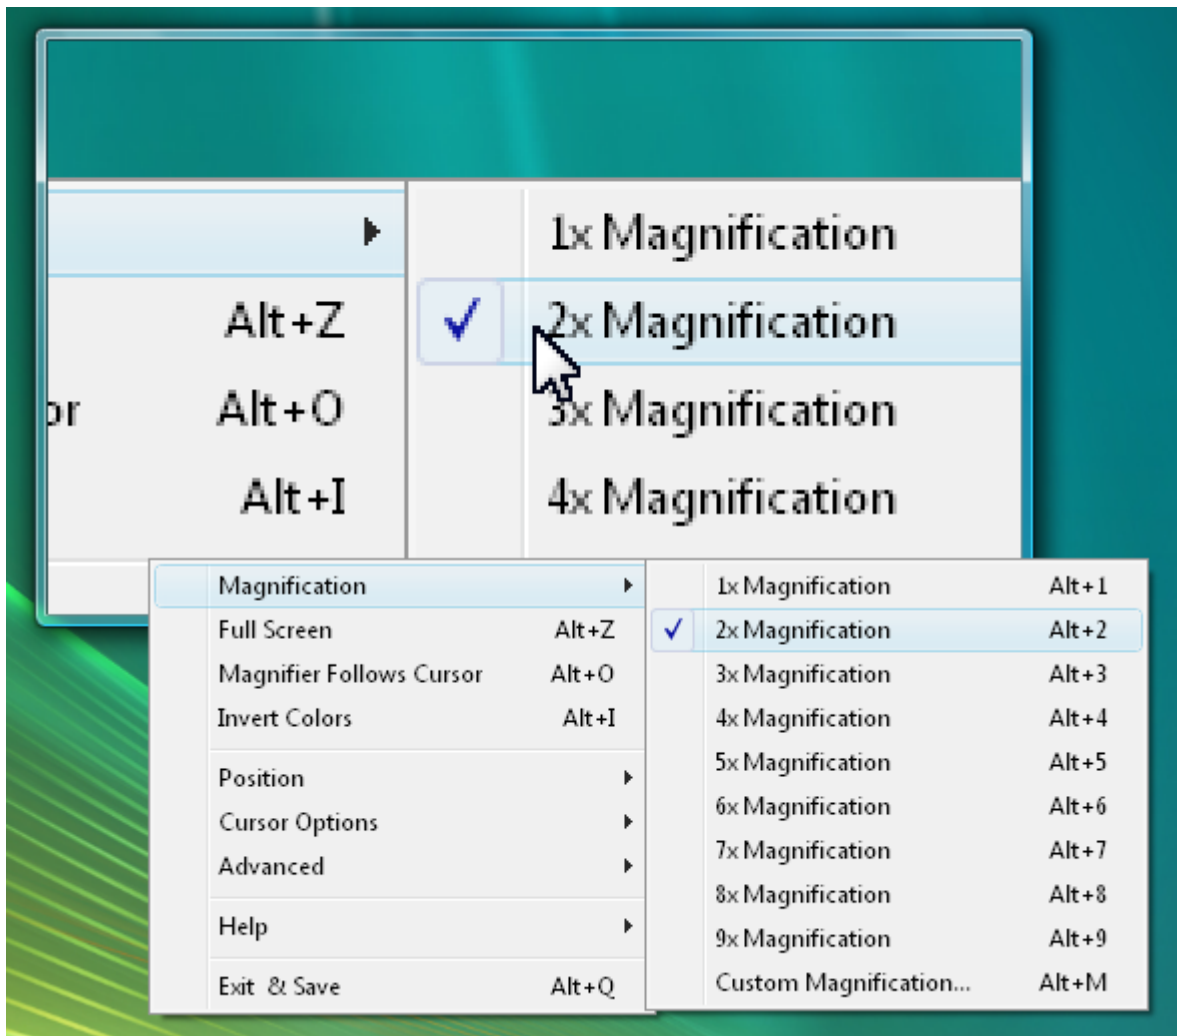 1x Magnification
Alt+Z 2x Magnification
or Alt+O 3x Magnification
Alt+I 4x Magnification
Magnification
Full Screen Alt+Z
Magnifier Follows Cursor Alt+O
Invert Colors Alt+I
Position
Cursor Options
Advanced
Help
Exit & Save Alt+Q
1x Magnification Alt+1
2x Magnification Alt+2
3x Magnification Alt+3
4x Magnification Alt+4
5x Magnification Alt+5
6x Magnification Alt+6
7x Magnification Alt+7
8x Magnification Alt+8
9x Magnification Alt+9
Custom Magnification... Alt+M